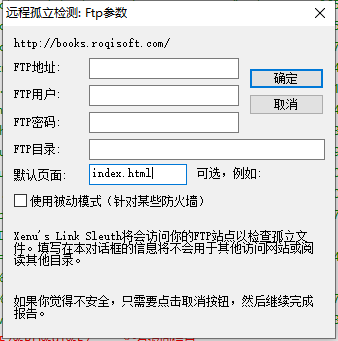 远程孤立检测: Ftp参数
http://books.roqisoft.com/
FTP地址:
确定
FTP用户:
取消
FTP密码:
FTP目录:
默认页面: index.html 可选，例如:
使用被动模式（针对某些防火墙）
Xenu's Link Sleuth将会访问你的FTP站点以检查孤立文
件。填写在本对话框的信息将不会用于其他访问网站或阅
读其他目录。
如果你觉得不安全，只需要点击取消按钮，然后继续完成
报告。